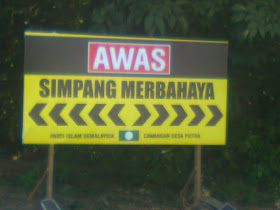 AWAS
SIMPANG MERBAHAYA
PARTI ISLAM SEMALAYSIA CAWANGAN DESA PUTRA